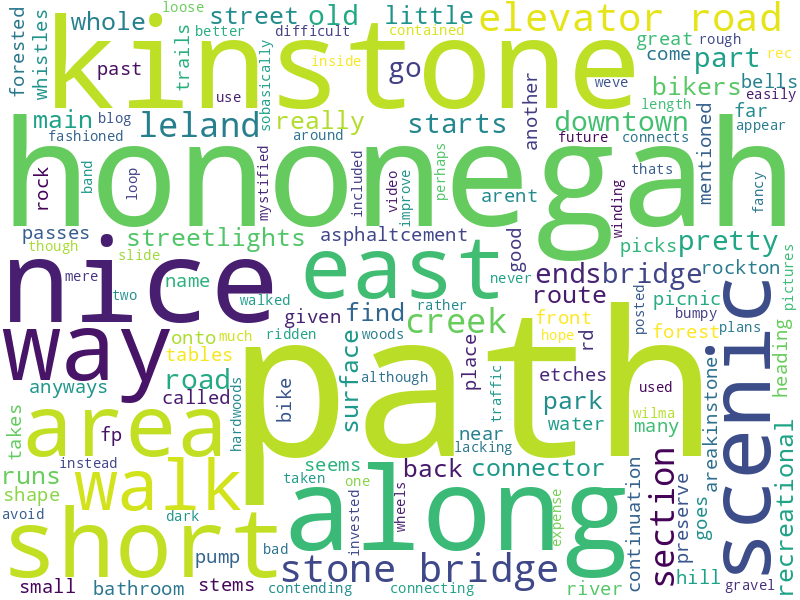 loose
better
difficult
contained
forested
whistles
whole
street
old
little
elevator road
kinstone
past
trails
sobasically
inside
go
great
part
come
rough
rec
weve
bikers
bells
use
length
easily
main
blog
leland
really
starts
another
downtown
far
area
appear
fashioned
around
future
connects
mentioned
hononegah
rock
band
loop
mystified
included
video
improve
perhaps
arent
winding
thats
fancy
passes
though
streetlights
slide
asphaltcement
good
picks
pretty
nice
mere
name
two
east
walked
never
endsbridge
rockton
pictures
rather
route
picnic
bumpy
plans
way
onto
much
given
ridden
find
woods
creek
front
hope
rd
posted
forest
scenic
heading
tables
anyways
road
called
hardwoods
bike
surface
path
although
place
traffic
etches
park
used
wilma
many
water
areakinstone
takes
area
fp
near
lacking
runs
shape
instead
walk
seems
taken
one
back
connector
section
preserve
goes
recreational
continuation
avoid
dark
short
pump
bad
invested
wheels
along
expense
stone bridge
hill
gravel
small
bathroom
stems
contending
connecting
river